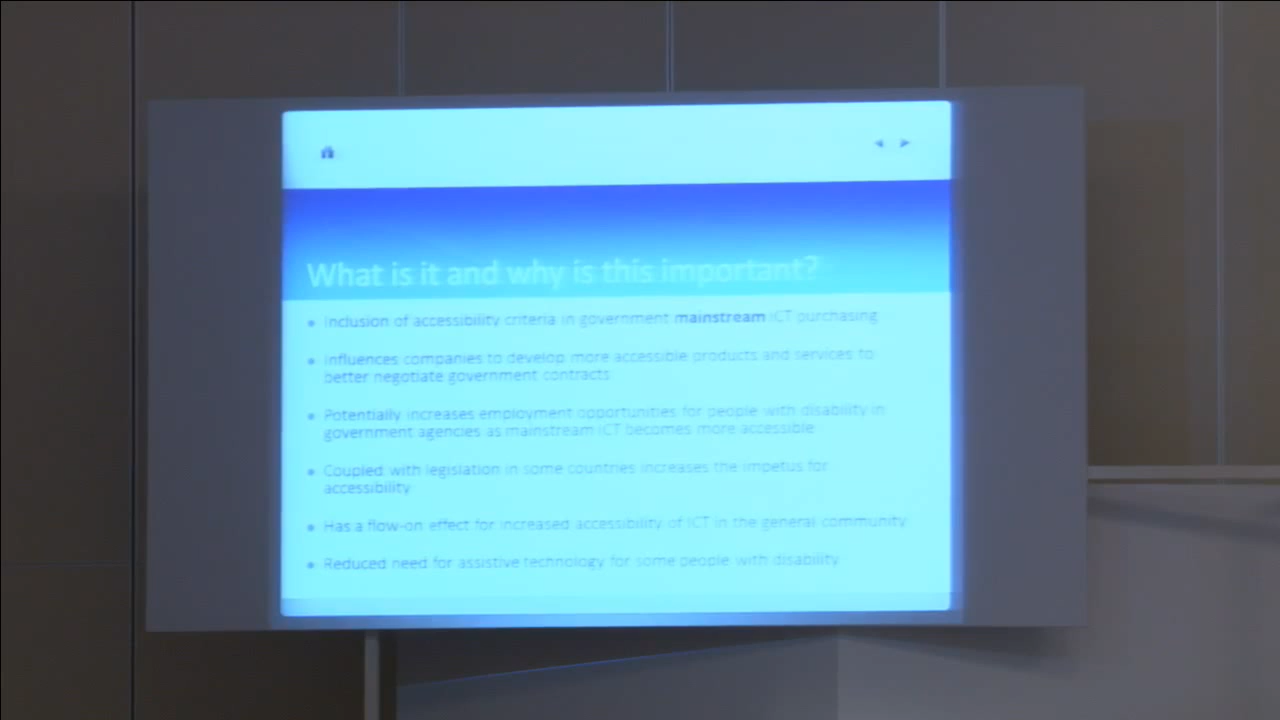 What is it and why is this important?
• Inclusion of accessibility criteria in government mainstream ICT purchasing
• Influences companies to develop more accessible products and services to
better negotiate government contracts
• Potentially increases employment opportunities for people with disability in
government agencies as mainstream ICT becomes more accessible
• Coupled with legislation in some countries increases the impetus for
accessibility
• Has a flow-on effect for increased accessibility of ICT in the general community
• Reduced need for assistive technology for some people with disability